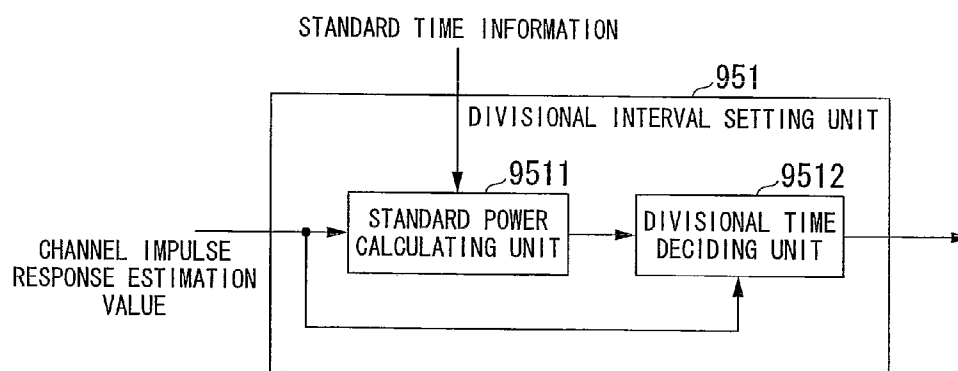 STANDARD TIME INFORMATION
951
DIVISIONAL INTERVAL SETTING UNIT
9511
9512
STANDARD POWER
CALCULATING UNIT
DIVISIONAL TIME
DECIDING UNIT
CHANNEL IMPULSE
RESPONSE ESTIMATION
VALUE